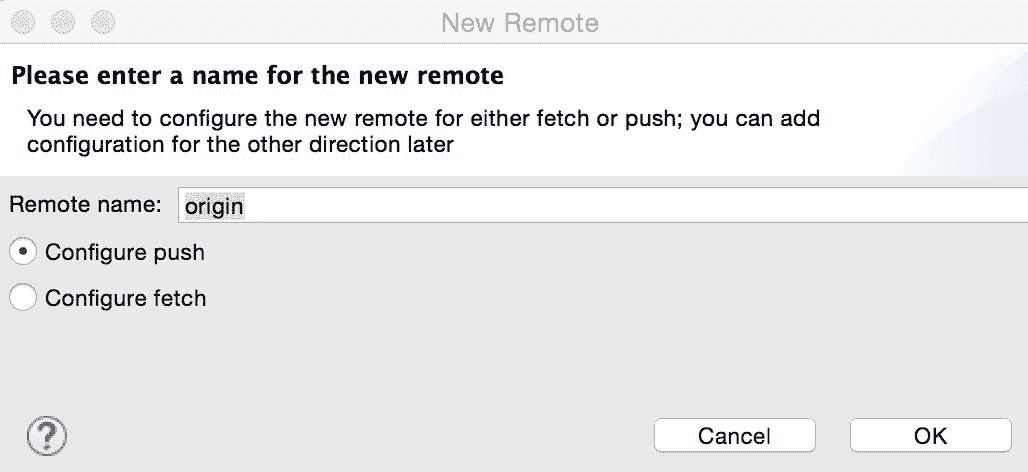 New Remote
Please enter a name for the new remote
You need to configure the new remote for either fetch or push; you can add
configuration for the other direction later
Remote name: origin
Configure push
Configure fetch
?
Cancel OK